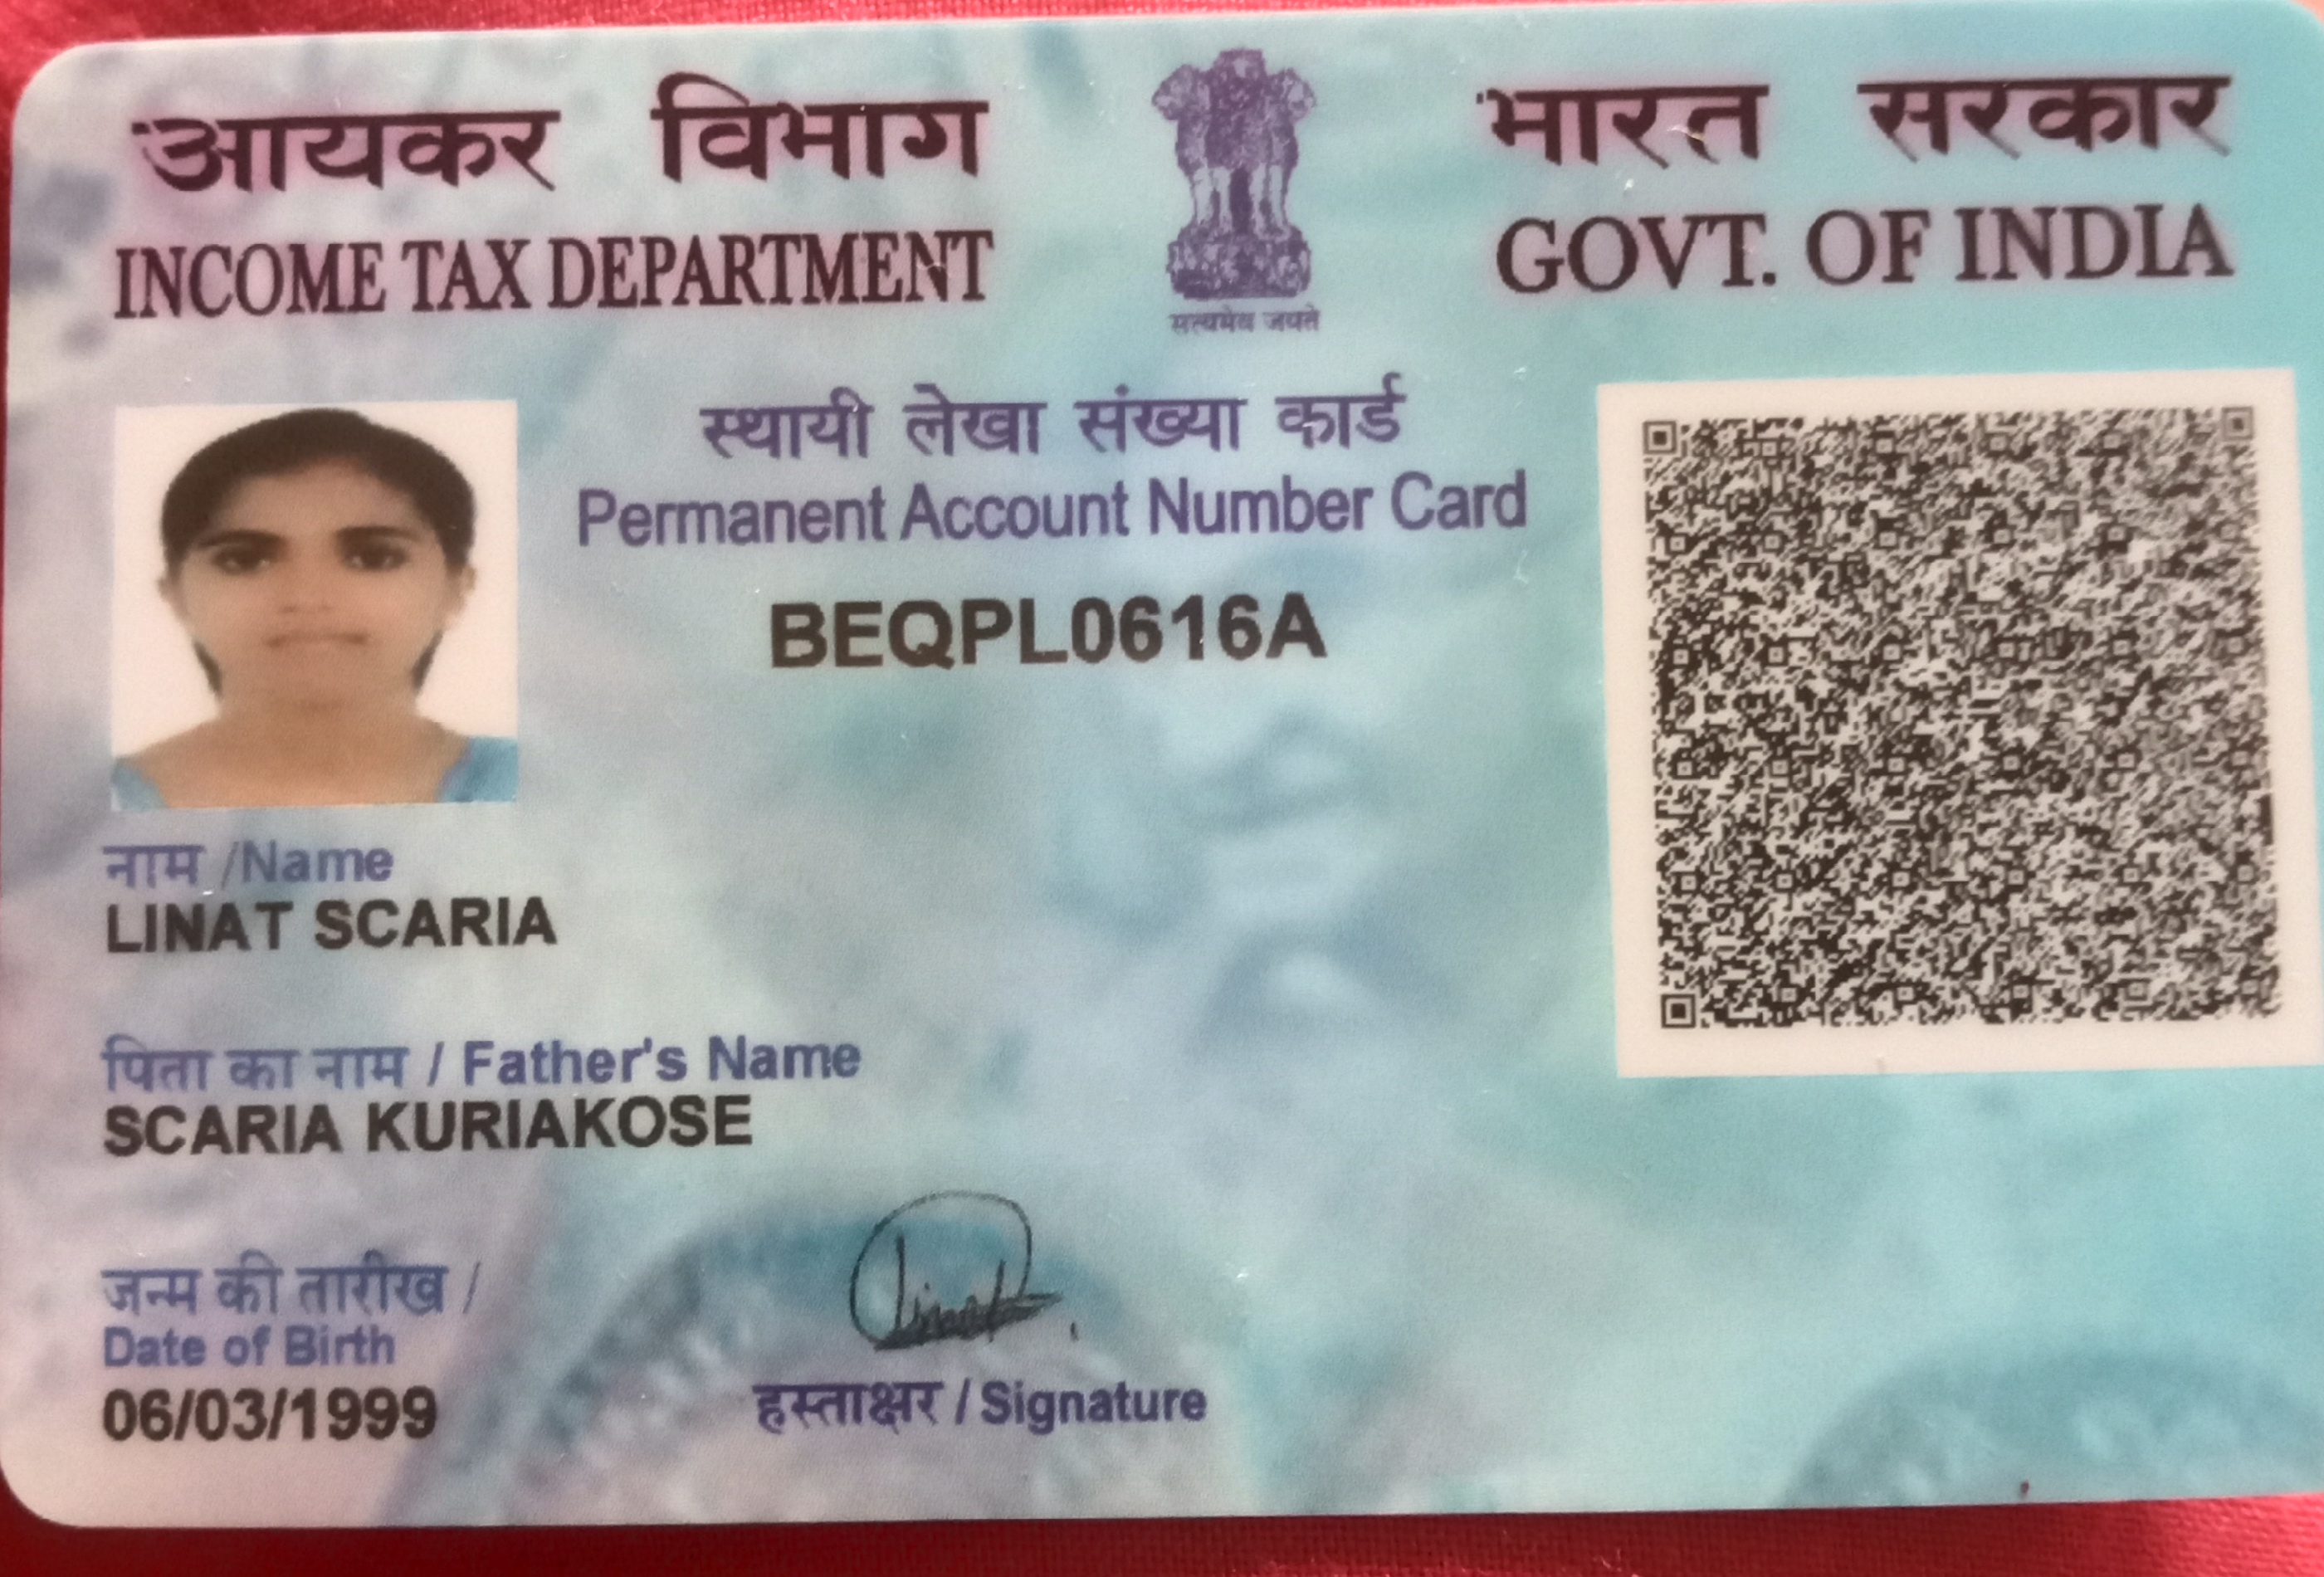 आयकर विभाग
INCOME TAX DEPARTMENT
सत्यमेव जयते
भारत सरकार
GOVT. OF INDIA
स्थायी लेखा संख्या कार्ड
Permanent Account Number Card
BEQPL0616A
नाम /Name
LINAT SCARIA
पिता का नाम / Father's Name
SCARIA KURIAKOSE
जन्म की तारीख /
Date of Birth
06/03/1999
Linat
हस्ताक्षर / Signature